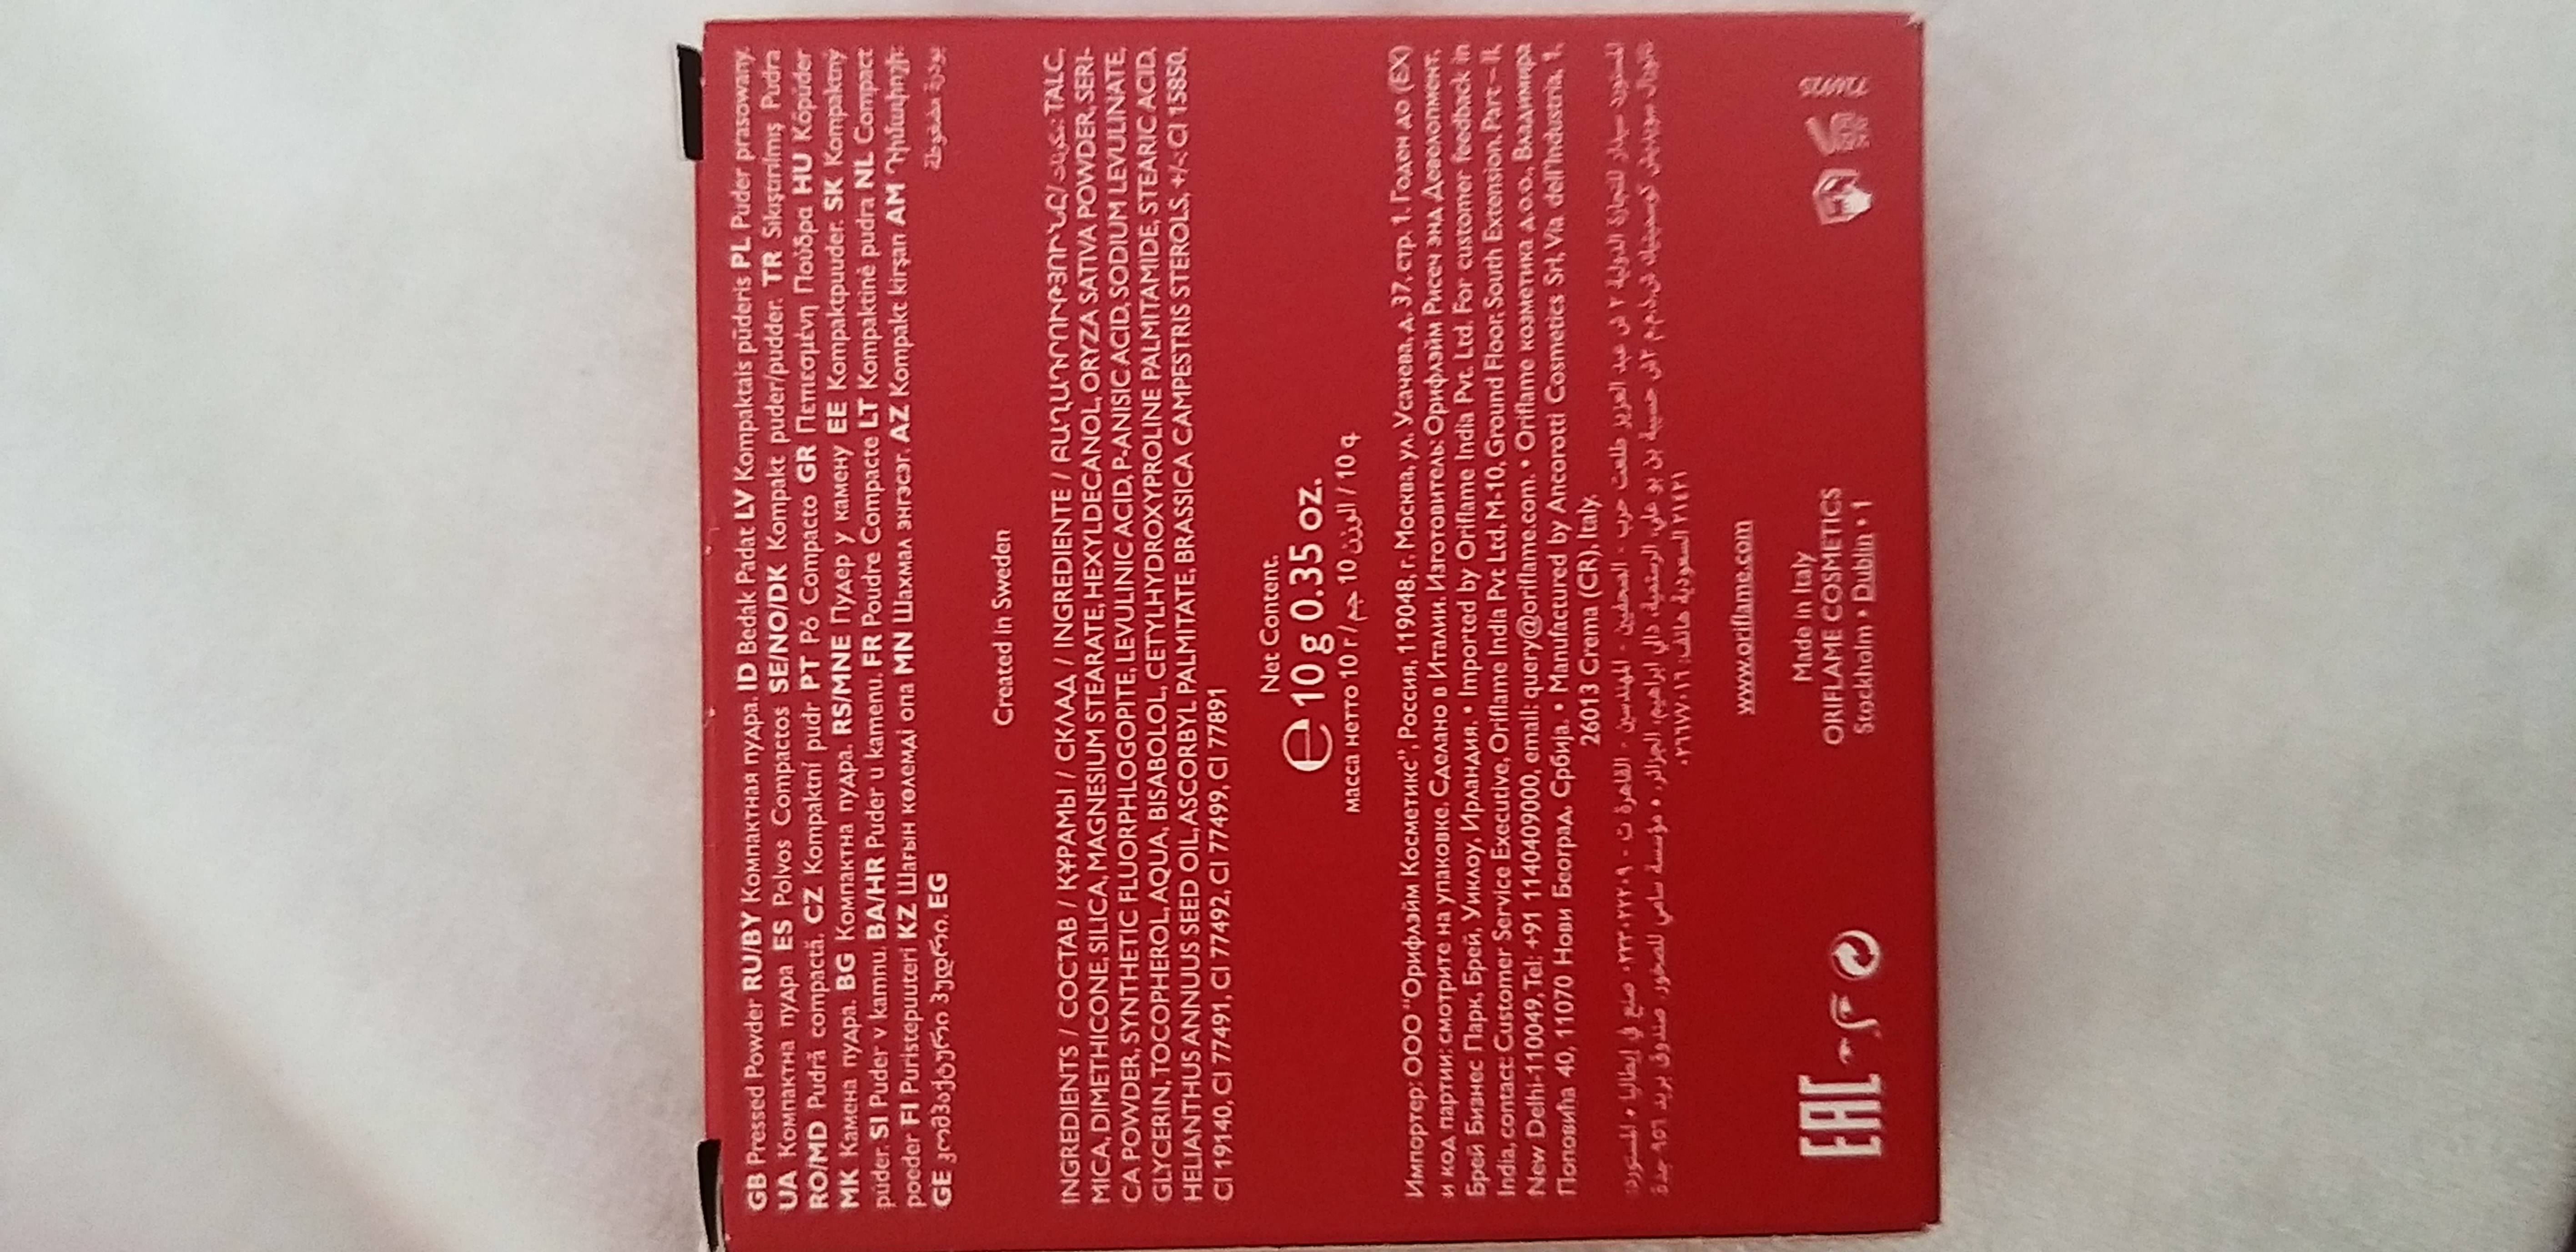 GB Pressed Powder RU/BY Компактная пудра. ID Bedak Padat LV Kompaktais pūderis PL Puder prasowany.
UA Компактна пудра ES Polvos Compactos SE/NO/DK Kompakt puder/pudder. TR Sıkıştırılmış Pudra
RO/MD Pudră compactă. CZ Kompaktní pudr PT Pó Compacto GR Πεπιεσμένη Πούδρα HU Kőpúder
MK Камена пудра. BG Компактна пудра. RS/MNE Пудер у камену EE Kompaktpuuder. SK Kompaktný
púder. SI Puder v kamnu. BA/HR Puder u kamenu. FR Poudre Compacte LT Kompaktinė pudra NL Compact
poeder FI Puristepuuteri KZ Шағын көлемді опа MN Шахмал энгэсэг. AZ Kompakt kirşan AM Դիմափոշի:
GE კომპაქტური პუდრი. EG بودرة مضغوطة
Created in Sweden
INGREDIENTS / СОСТАВ / ҚҰРАМЫ / СКЛАД / INGREDIENTE / ԲԱՂԱԴՐՈՒԹՅՈՒՆԸ/ : TALC,
MICA, DIMETHICONE, SILICA, MAGNESIUM STEARATE, HEXYLDECANOL, ORYZA SATIVA POWDER, SERI-
CA POWDER, SYNTHETIC FLUORPHLOGOPITE, LEVULINIC ACID, P-ANISIC ACID, SODIUM LEVULINATE,
GLYCERIN, TOCOPHEROL, AQUA, BISABOLOL, CETYLHYDROXYPROLINE PALMITAMIDE, STEARIC ACID,
HELIANTHUS ANNUUS SEED OIL, ASCORBYL PALMITATE, BRASSICA CAMPESTRIS STEROLS, +/-: CI 15850,
CI 19140, CI 77491, CI 77492, CI 77499, CI 77891
Net Content.
℮ 10 g 0.35 oz.
масса нетто 10 г / الوزن 10 جم / 10 գ
Импортер: ООО "Орифлэйм Косметикс", Россия, 119048, г. Москва, ул. Усачева, д. 37, стр. 1. Годен до (EX)
и код партии: смотрите на упаковке. Сделано в Италии. Изготовитель: Орифлэйм Рисеч энд Девелопмент,
Брей Бизнес Парк, Брей, Уиклоу, Ирландия. • Imported by Oriflame India Pvt. Ltd. For customer feedback in
India, contact: Customer Service Executive, Oriflame India Pvt Ltd, M-10, Ground Floor, South Extension, Part – II,
New Delhi-110049, Tel: +91 1140409000, email: query@oriflame.com. • Oriflame козметика д.о.о., Владимира
Поповића 40, 11070 Нови Београд, Србија. • Manufactured by Ancorotti Cosmetics Srl, Via dell'Industria, 1,
26013 Crema (CR), Italy.
www.oriflame.com
Made in Italy
ORIFLAME COSMETICS
Stockholm • Dublin • 1
EAC